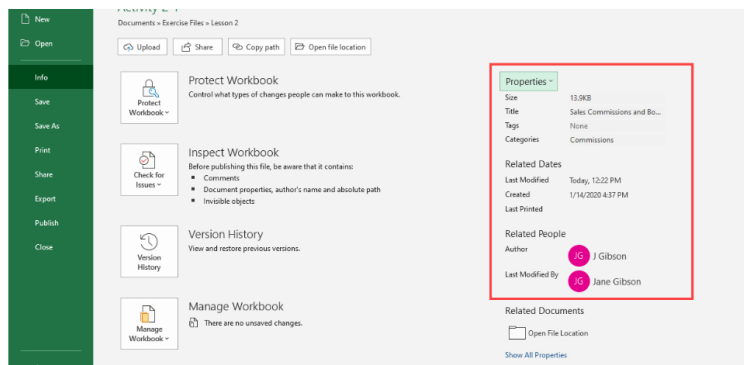 New
Open
Info
Save
Save As
Print
Share
Export
Publish
Close
Documents » Exercise Files » Lesson 2
Upload
Share
Copy path
Open file location
Protect
Workbook
Protect Workbook
Control what types of changes people can make to this workbook.
Check for
Issues
Inspect Workbook
Before publishing this file, be aware that it contains:
Comments
Document properties, author's name and absolute path
Invisible objects
Version
History
Version History
View and restore previous versions.
Manage
Workbook
Manage Workbook
There are no unsaved changes.
Properties
Size 13.9KB
Title Sales Commissions and Bo...
Tags None
Categories Commissions
Related Dates
Last Modified Today, 12:22 PM
Created 1/14/2020 4:37 PM
Last Printed
Related People
Author JG J Gibson
Last Modified By JG Jane Gibson
Related Documents
Open File Location
Show All Properties